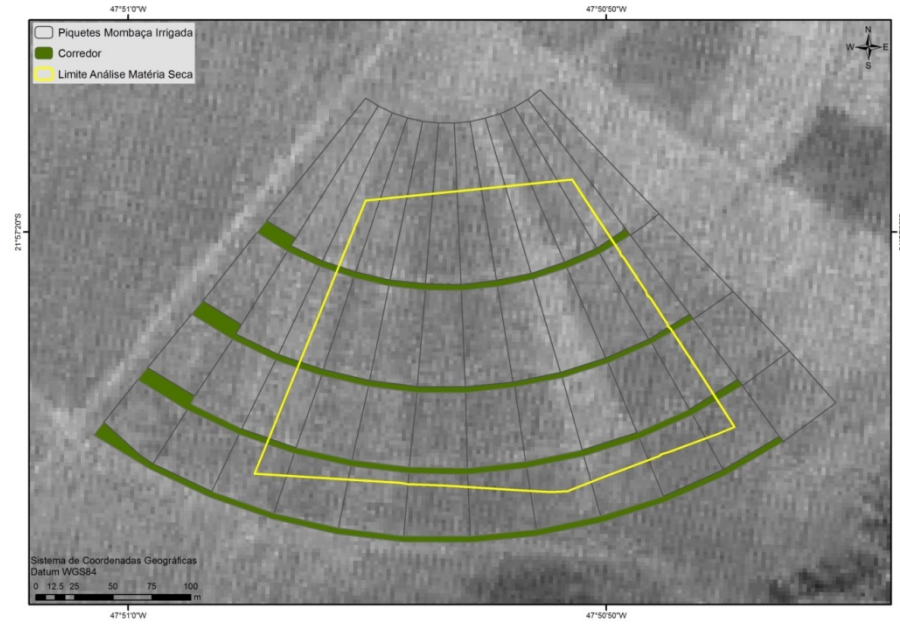 47°51'0"W
47°50'50"W
Piquetes Mombaça Irrigada
Corredor
Limite Análise Matéria Seca
N
W
E
S
21°57'20"S
Sistema de Coordenadas Geográficas
Datum WGS84
0 12.5 25 50 75 100
m
47°51'0"W
47°50'50"W